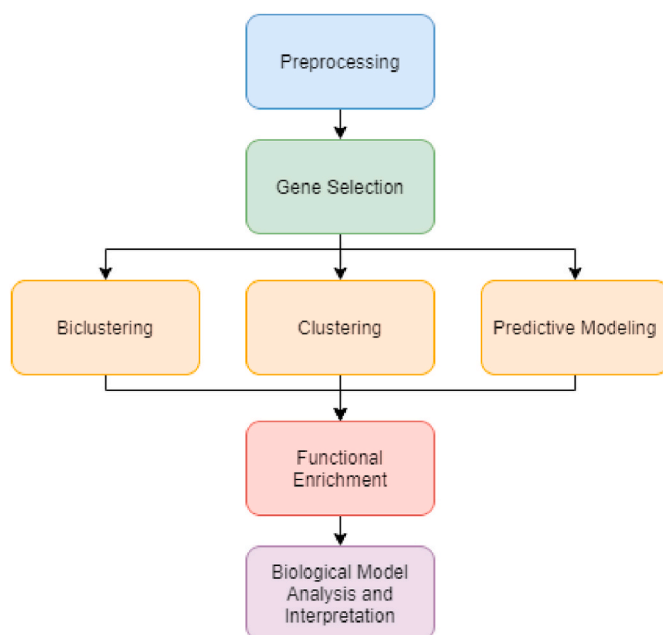 Preprocessing
Gene Selection
Biclustering
Clustering
Predictive Modeling
Functional
Enrichment
Biological Model
Analysis and
Interpretation